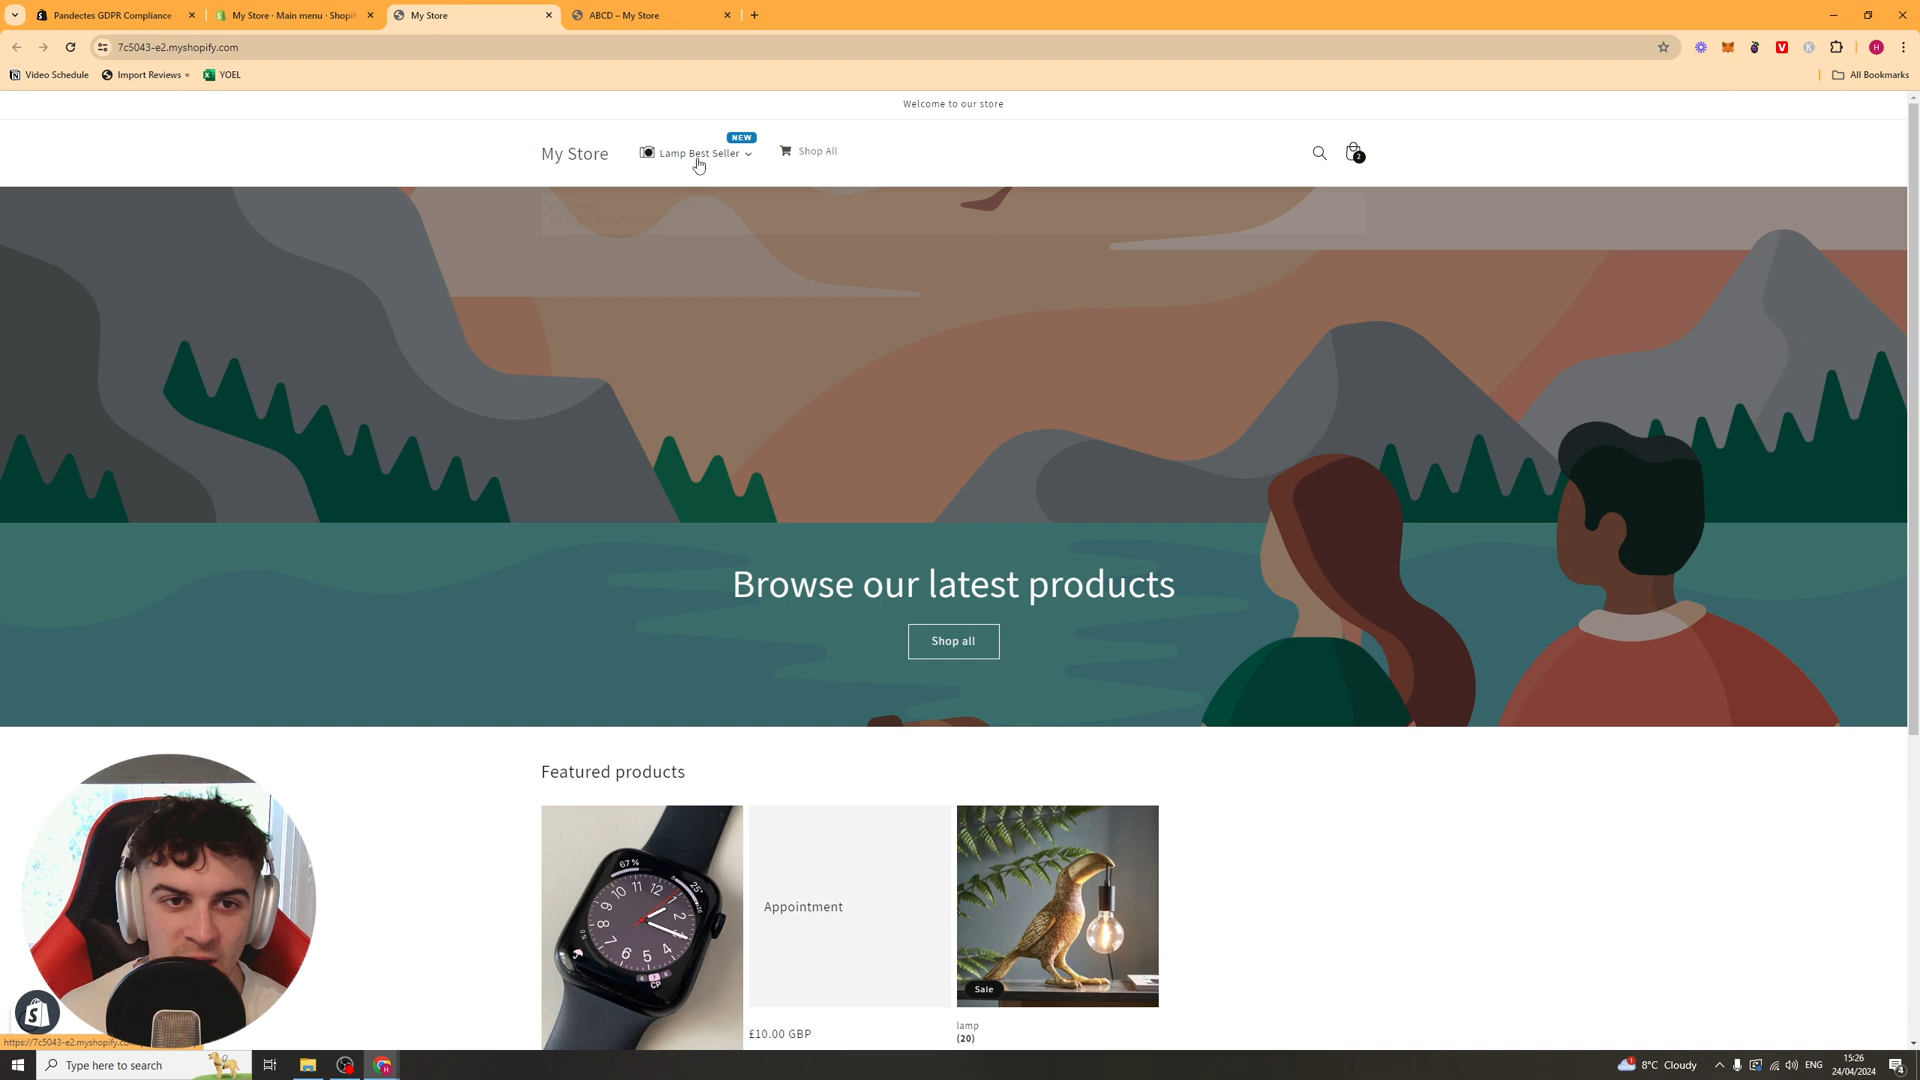 Pandectes GDPR Compliance
My Store · Main menu · Shopif
My Store
ABCD – My Store
7c5043-e2.myshopify.com
Video Schedule
Import Reviews ⭐
YOEL
All Bookmarks
Welcome to our store
My Store
NEW
Lamp Best Seller
Shop All
2
Browse our latest products
Shop all
Featured products
67%
Appointment
Sale
£10.00 GBP
lamp
(20)
https://7c5043-e2.myshopify.com
Type here to search
8°C Cloudy
ENG
15:26
24/04/2024